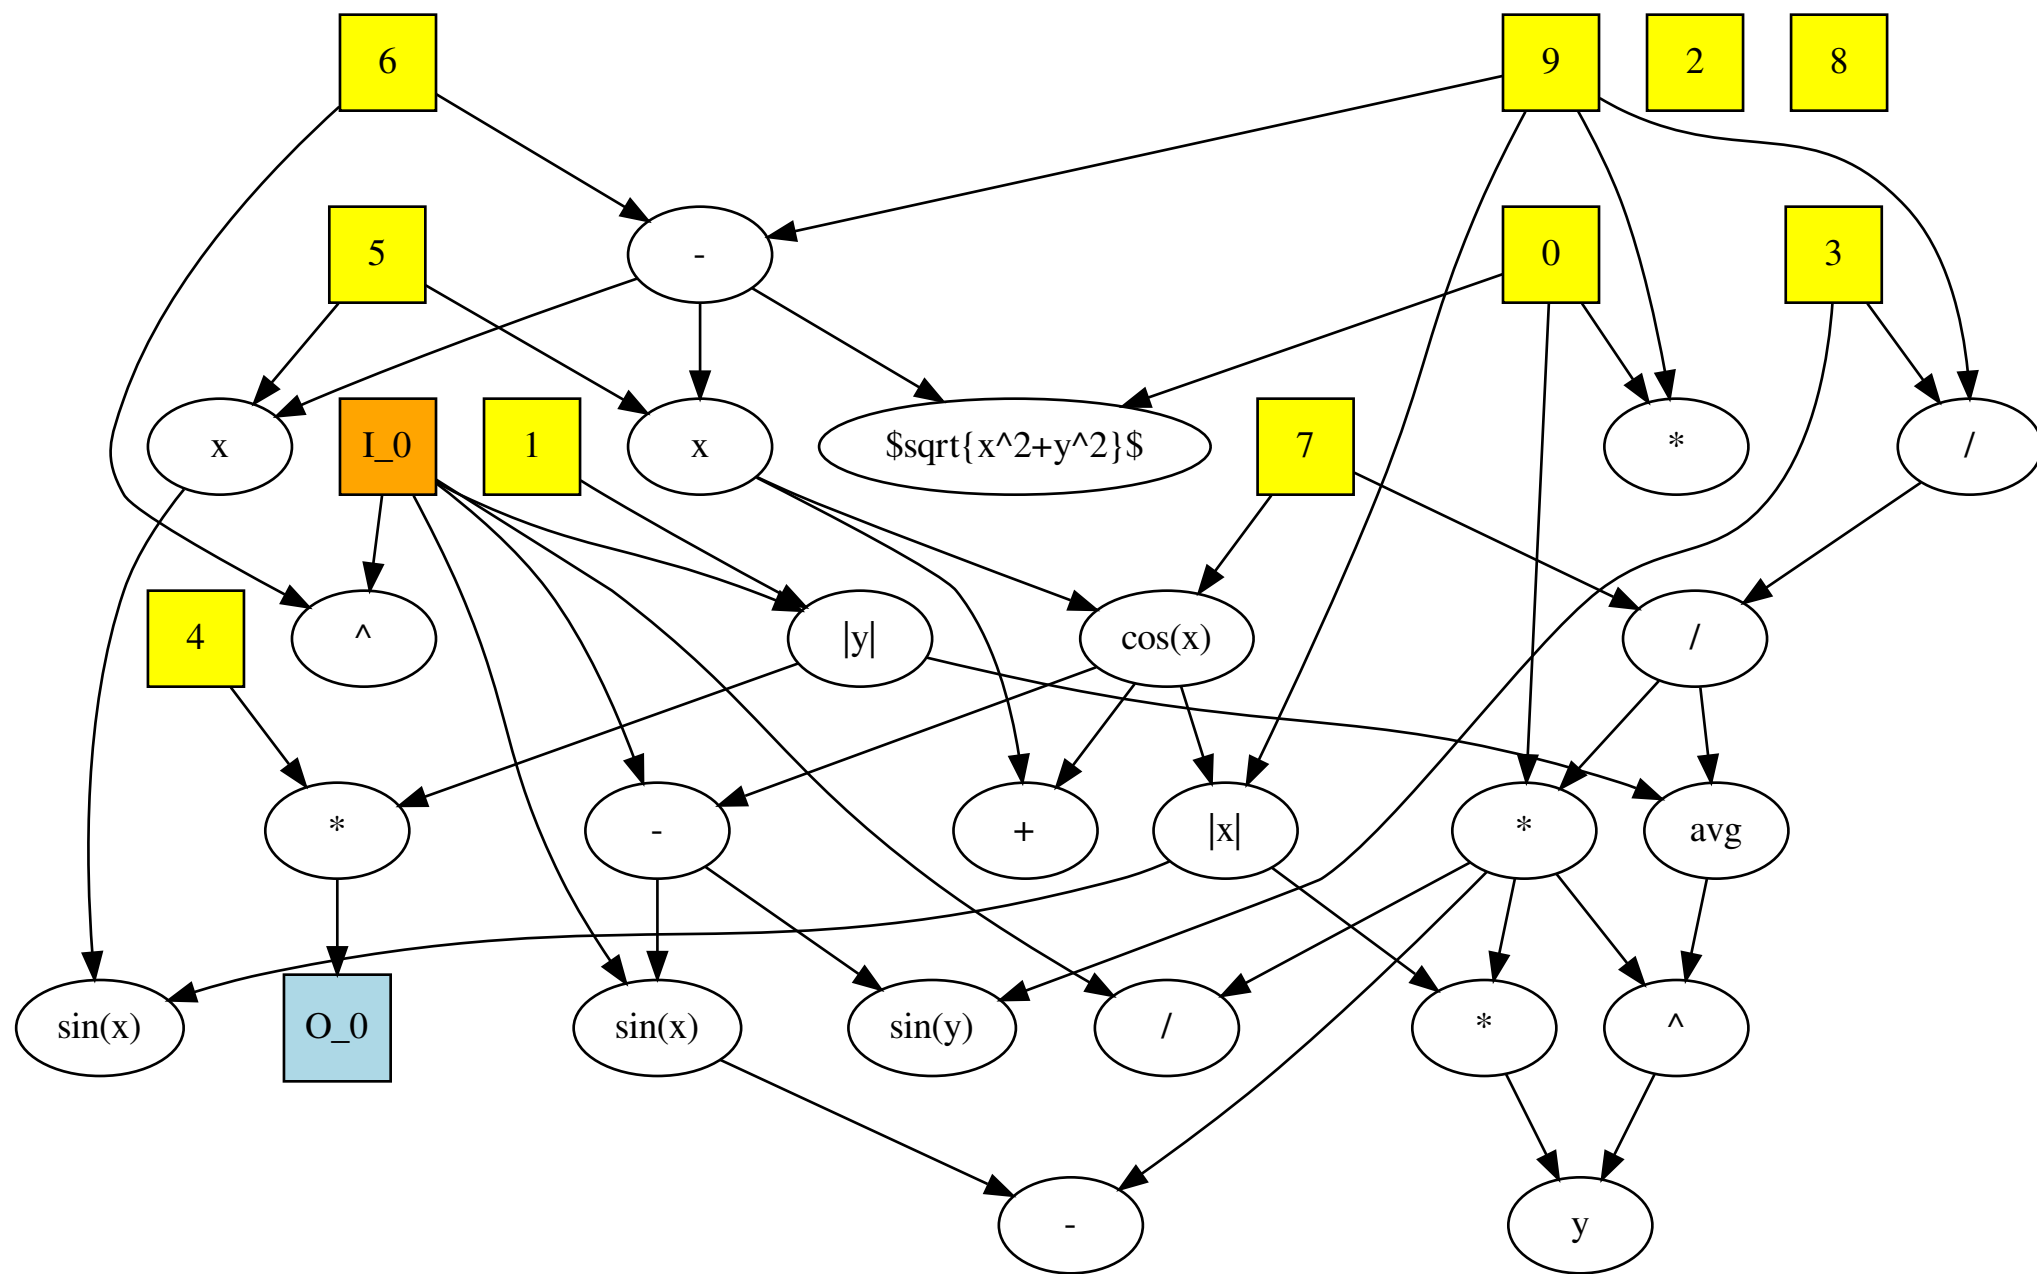 6
9
2
8
5
-
0
3
x
I_0
1
x
$sqrt{x^2+y^2}$
7
*
/
4
^
|y|
cos(x)
/
*
-
+
|x|
*
avg
sin(x)
O_0
sin(x)
sin(y)
/
*
^
-
y